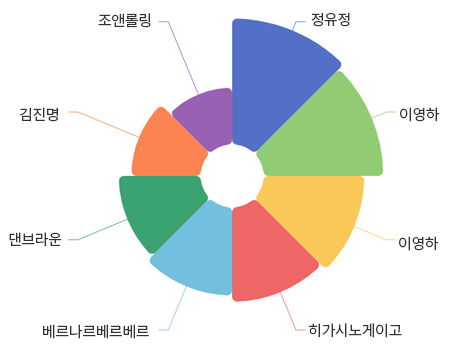 조앤롤링
정유정
김진명
이영하
댄브라운
이영하
베르나르베르베르
히가시노게이고